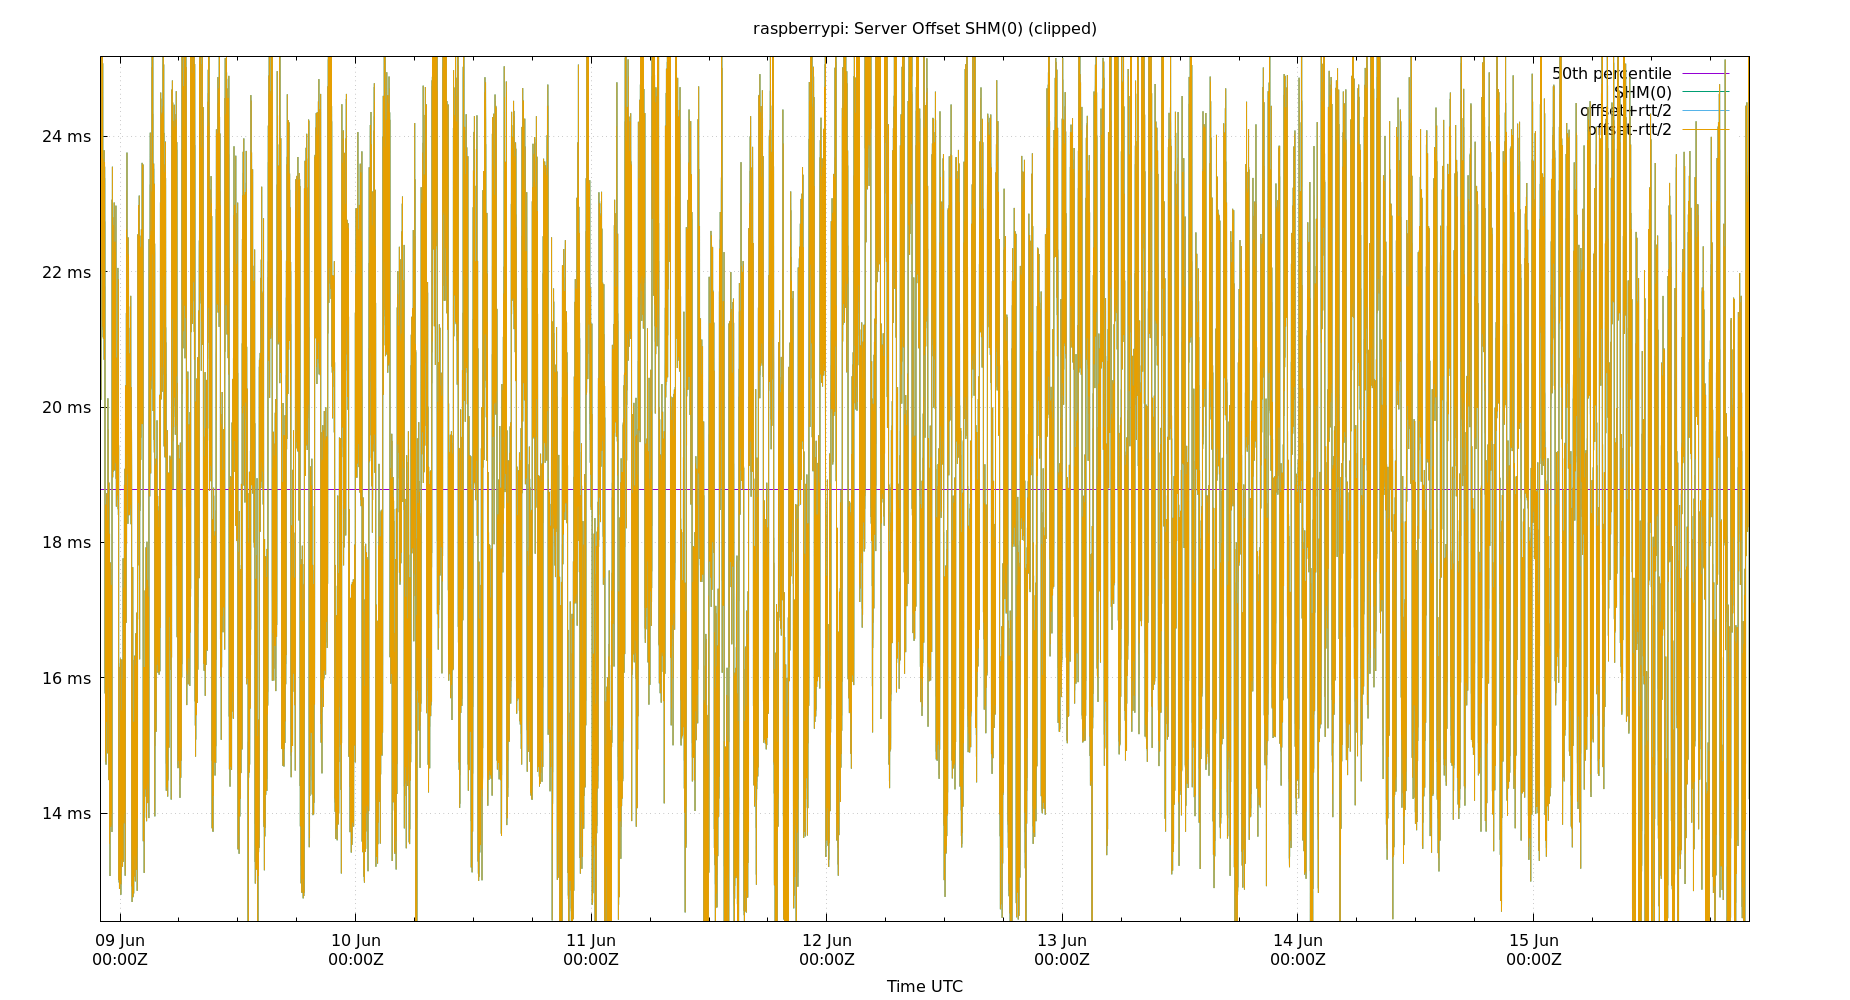 raspberrypi: Server Offset SHM(0) (clipped)
50th percentile
SHM(0)
offset+rtt/2
offset-rtt/2
24 ms
22 ms
20 ms
18 ms
16 ms
14 ms
09 Jun 10 Jun 11 Jun 12 Jun 13 Jun 14 Jun 15 Jun
00:00Z 00:00Z 00:00Z 00:00Z 00:00Z 00:00Z 00:00Z
Time UTC